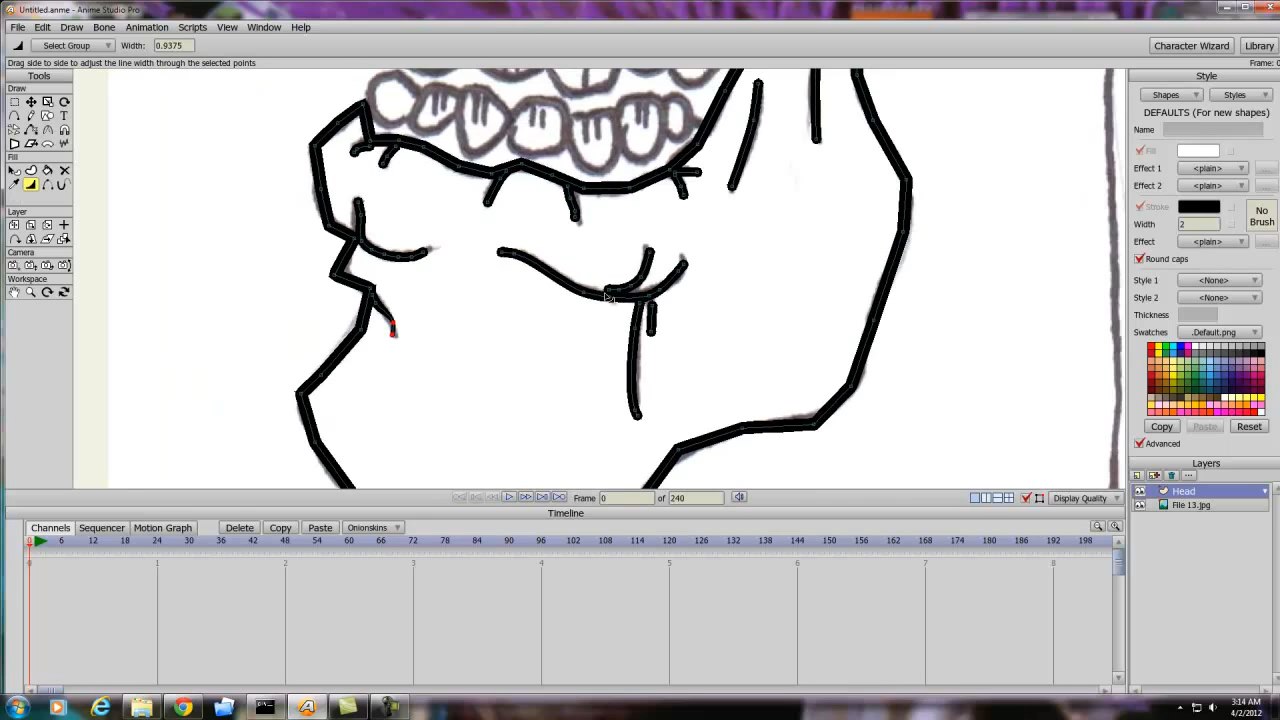 Untitled.anme - Anime Studio Pro
File Edit Draw Bone Animation Scripts View Window Help
Select Group Width: 0.9375 Character Wizard Library
Drag side to side to adjust the line width through the selected points Frame: 0
Tools Style
Draw
Shapes Styles
DEFAULTS (For new shapes)
Name
Fill
Fill
Effect 1 <plain>
Effect 2 <plain>
Stroke No Brush
Layer
Width 2
Camera
Effect <plain>
Round caps
Workspace
Style 1 <None>
Style 2 <None>
Thickness
Swatches .Default.png
Copy Paste Reset
Advanced
Layers
Head
File 13.jpg
Frame 0 of 240 Display Quality
Timeline
Channels Sequencer Motion Graph Delete Copy Paste Onionskins
0 6 12 18 24 30 36 42 48 54 60 66 72 78 84 90 96 102 108 114 120 126 132 138 144 150 156 162 168 174 180 186 192 198
0 1 2 3 4 5 6 7 8
3:14 AM
4/2/2012